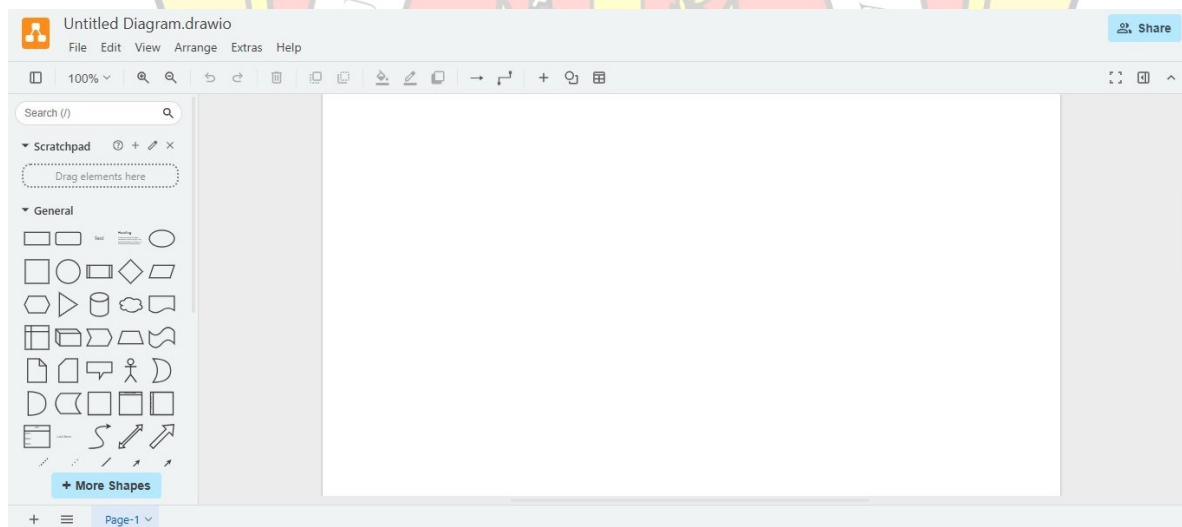 Untitled Diagram.drawio
File Edit View Arrange Extras Help
Share
100%
Search (/)
Scratchpad
Drag elements here
General
Text
Heading
+ More Shapes
Page-1